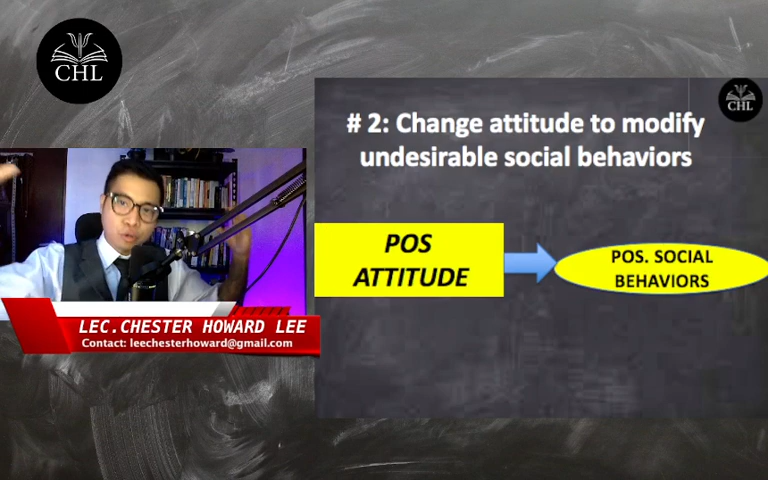 CHL
CHL
# 2: Change attitude to modify
undesirable social behaviors
POS
ATTITUDE
POS. SOCIAL
BEHAVIORS
LEC.CHESTER HOWARD LEE
Contact: leechesterhoward@gmail.com